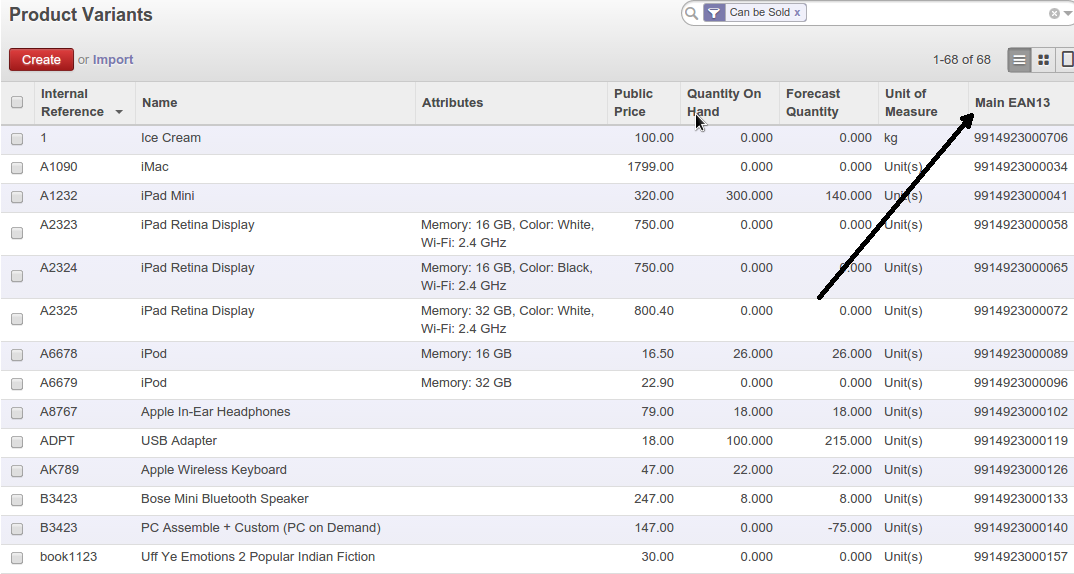 Product Variants
Can be Sold x
Create or Import
1-68 of 68
Internal Reference Name Attributes Public Price Quantity On Hand Forecast Quantity Unit of Measure Main EAN13
1 Ice Cream 100.00 0.000 0.000 kg 9914923000706
A1090 iMac 1799.00 0.000 0.000 Unit(s) 9914923000034
A1232 iPad Mini 320.00 300.000 140.000 Unit(s) 9914923000041
A2323 iPad Retina Display Memory: 16 GB, Color: White, 750.00 0.000 0.000 Unit(s) 9914923000058
Wi-Fi: 2.4 GHz
A2324 iPad Retina Display Memory: 16 GB, Color: Black, 750.00 0.000 0.000 Unit(s) 9914923000065
Wi-Fi: 2.4 GHz
A2325 iPad Retina Display Memory: 32 GB, Color: White, 800.40 0.000 0.000 Unit(s) 9914923000072
Wi-Fi: 2.4 GHz
A6678 iPod Memory: 16 GB 16.50 26.000 26.000 Unit(s) 9914923000089
A6679 iPod Memory: 32 GB 22.90 0.000 0.000 Unit(s) 9914923000096
A8767 Apple In-Ear Headphones 79.00 18.000 18.000 Unit(s) 9914923000102
ADPT USB Adapter 18.00 100.000 215.000 Unit(s) 9914923000119
AK789 Apple Wireless Keyboard 47.00 22.000 22.000 Unit(s) 9914923000126
B3423 Bose Mini Bluetooth Speaker 247.00 8.000 8.000 Unit(s) 9914923000133
B3423 PC Assemble + Custom (PC on Demand) 147.00 0.000 -75.000 Unit(s) 9914923000140
book1123 Uff Ye Emotions 2 Popular Indian Fiction 30.00 0.000 0.000 Unit(s) 9914923000157